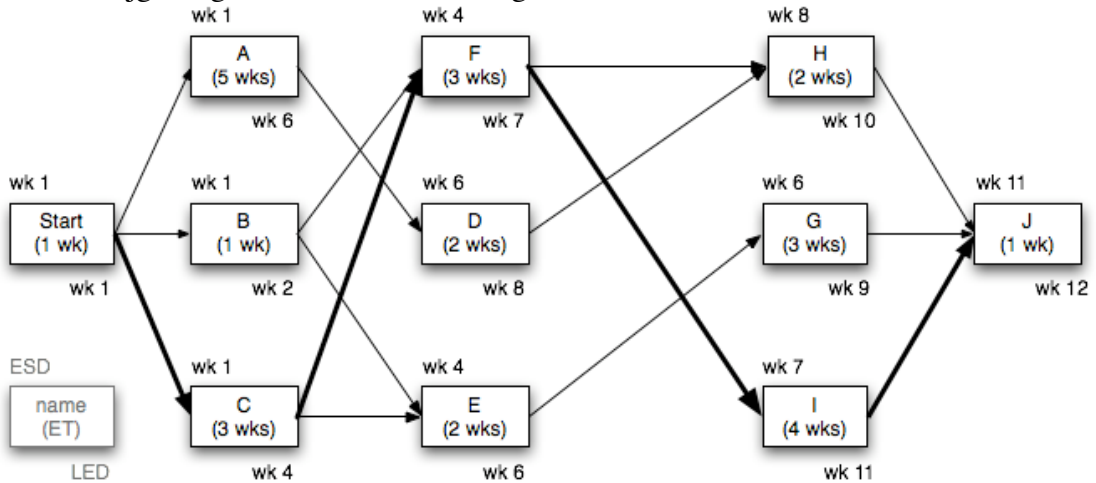 wk 1
A
(5 wks)
wk 6
wk 4
F
(3 wks)
wk 7
wk 8
H
(2 wks)
wk 10
wk 1
Start
(1 wk)
wk 1
wk 1
B
(1 wk)
wk 2
wk 6
D
(2 wks)
wk 8
wk 6
G
(3 wks)
wk 9
wk 11
J
(1 wk)
wk 12
ESD
name
(ET)
LED
wk 1
C
(3 wks)
wk 4
wk 4
E
(2 wks)
wk 6
wk 7
I
(4 wks)
wk 11